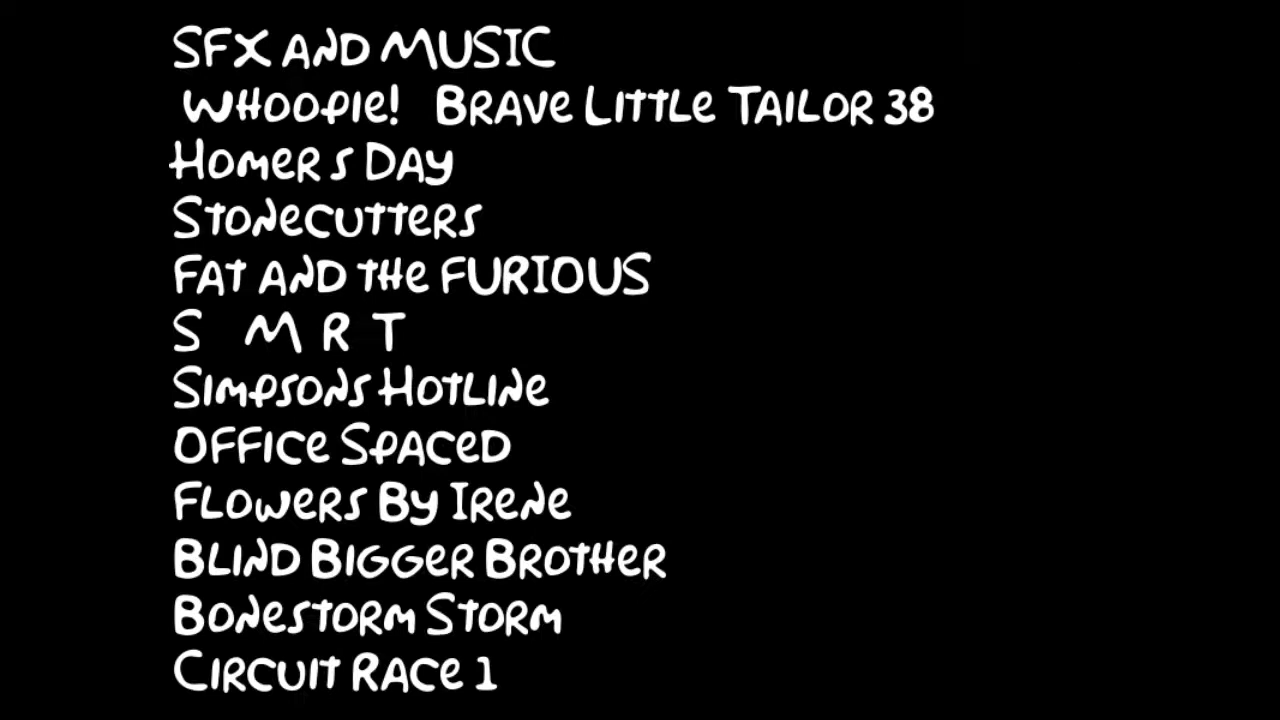 SFX AND MUSIC
WHOOPIE! BRAVE LITTLE TAILOR 38
HOMER S DAY
STONECUTTERS
FAT AND THE FURIOUS
S M R T
SIMPSONS HOTLINE
OFFICE SPACED
FLOWERS BY IRENE
BLIND BIGGER BROTHER
BONESTORM STORM
CIRCUIT RACE 1